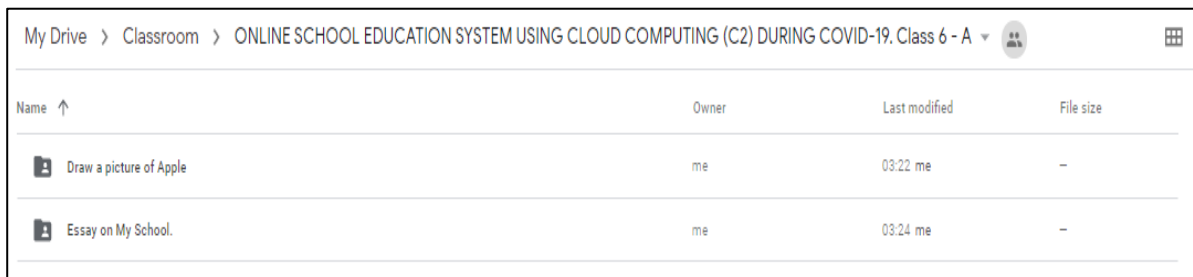 My Drive > Classroom > ONLINE SCHOOL EDUCATION SYSTEM USING CLOUD COMPUTING (C2) DURING COVID-19. Class 6 - A
Name ↑ Owner Last modified File size
Draw a picture of Apple me 03:22 me –
Essay on My School. me 03:24 me –